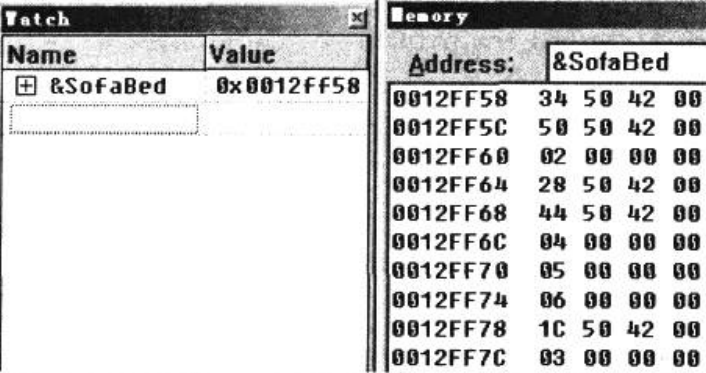 Watch
Name Value
&SofaBed 0x0012ff58
Memory
Address: &SofaBed
0012FF58 34 50 42 00
0012FF5C 50 50 42 00
0012FF60 02 00 00 00
0012FF64 28 50 42 00
0012FF68 44 50 42 00
0012FF6C 04 00 00 00
0012FF70 05 00 00 00
0012FF74 06 00 00 00
0012FF78 1C 50 42 00
0012FF7C 03 00 00 00